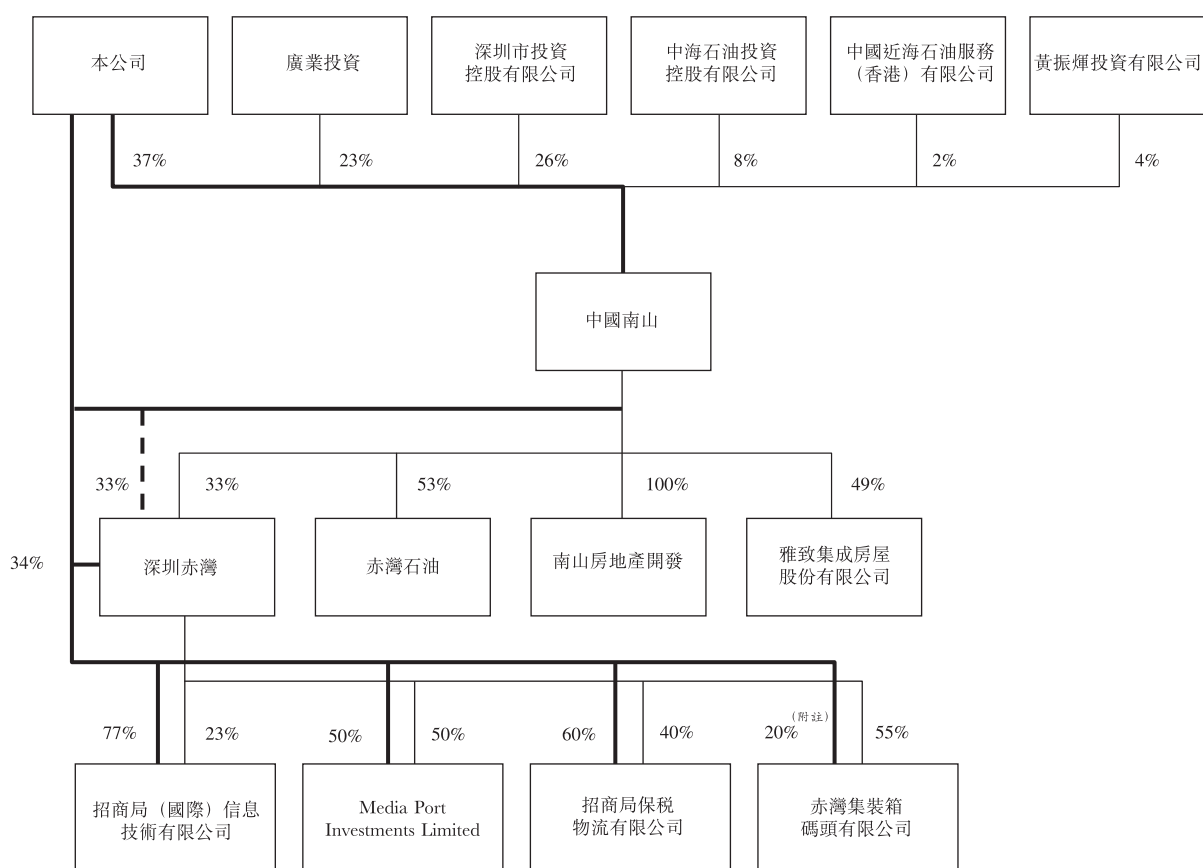 本公司
廣業投資
深圳市投資
控股有限公司
中海石油投資
控股有限公司
中國近海石油服務
（香港）有限公司
黃振煇投資有限公司
37%
23%
26%
8%
2%
4%
中國南山
33%
33%
53%
100%
49%
34%
深圳赤灣
赤灣石油
南山房地產開發
雅致集成房屋
股份有限公司
77%
23%
50%
50%
60%
40%
20%
(附註)
55%
招商局（國際）信息
技術有限公司
Media Port
Investments Limited
招商局保税
物流有限公司
赤灣集裝箱
碼頭有限公司